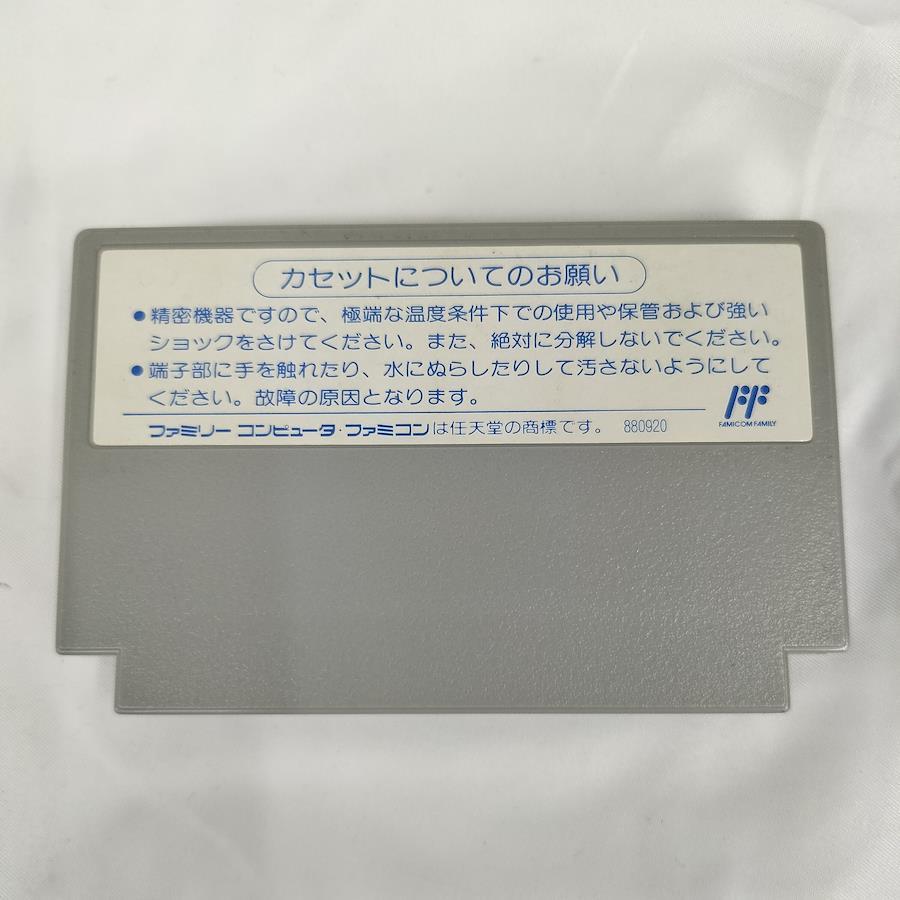 カセットについてのお願い
●精密機器ですので、極端な温度条件下での使用や保管および強い
ショックをさけてください。また、絶対に分解しないでください。
●端子部に手を触れたり、水にぬらしたりして汚さないようにして
ください。故障の原因となります。
FF
FAMICOM FAMILY
ファミリー コンピュータ・ファミコンは任天堂の商標です。 880920